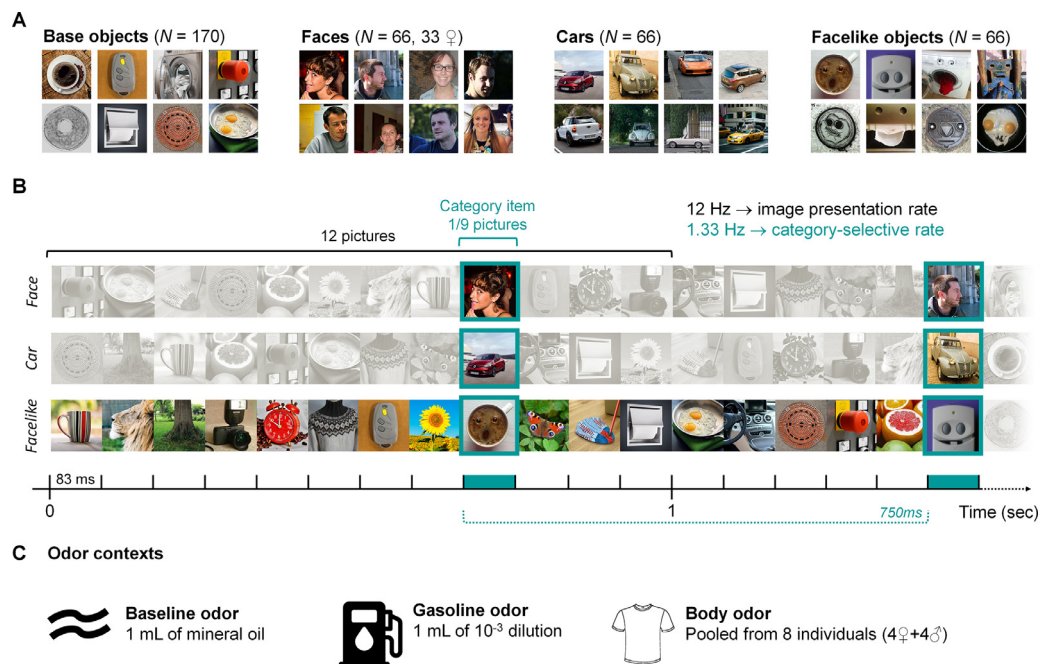 A
Base objects (N = 170)
Faces (N = 66, 33 ♀)
Cars (N = 66)
Facelike objects (N = 66)
B
Category item
1/9 pictures
12 pictures
12 Hz → image presentation rate
1.33 Hz → category-selective rate
Face
Car
Facelike
83 ms
0
1
750ms
Time (sec)
C Odor contexts
Baseline odor
1 mL of mineral oil
Gasoline odor
1 mL of 10⁻³ dilution
Body odor
Pooled from 8 individuals (4♀+4♂)